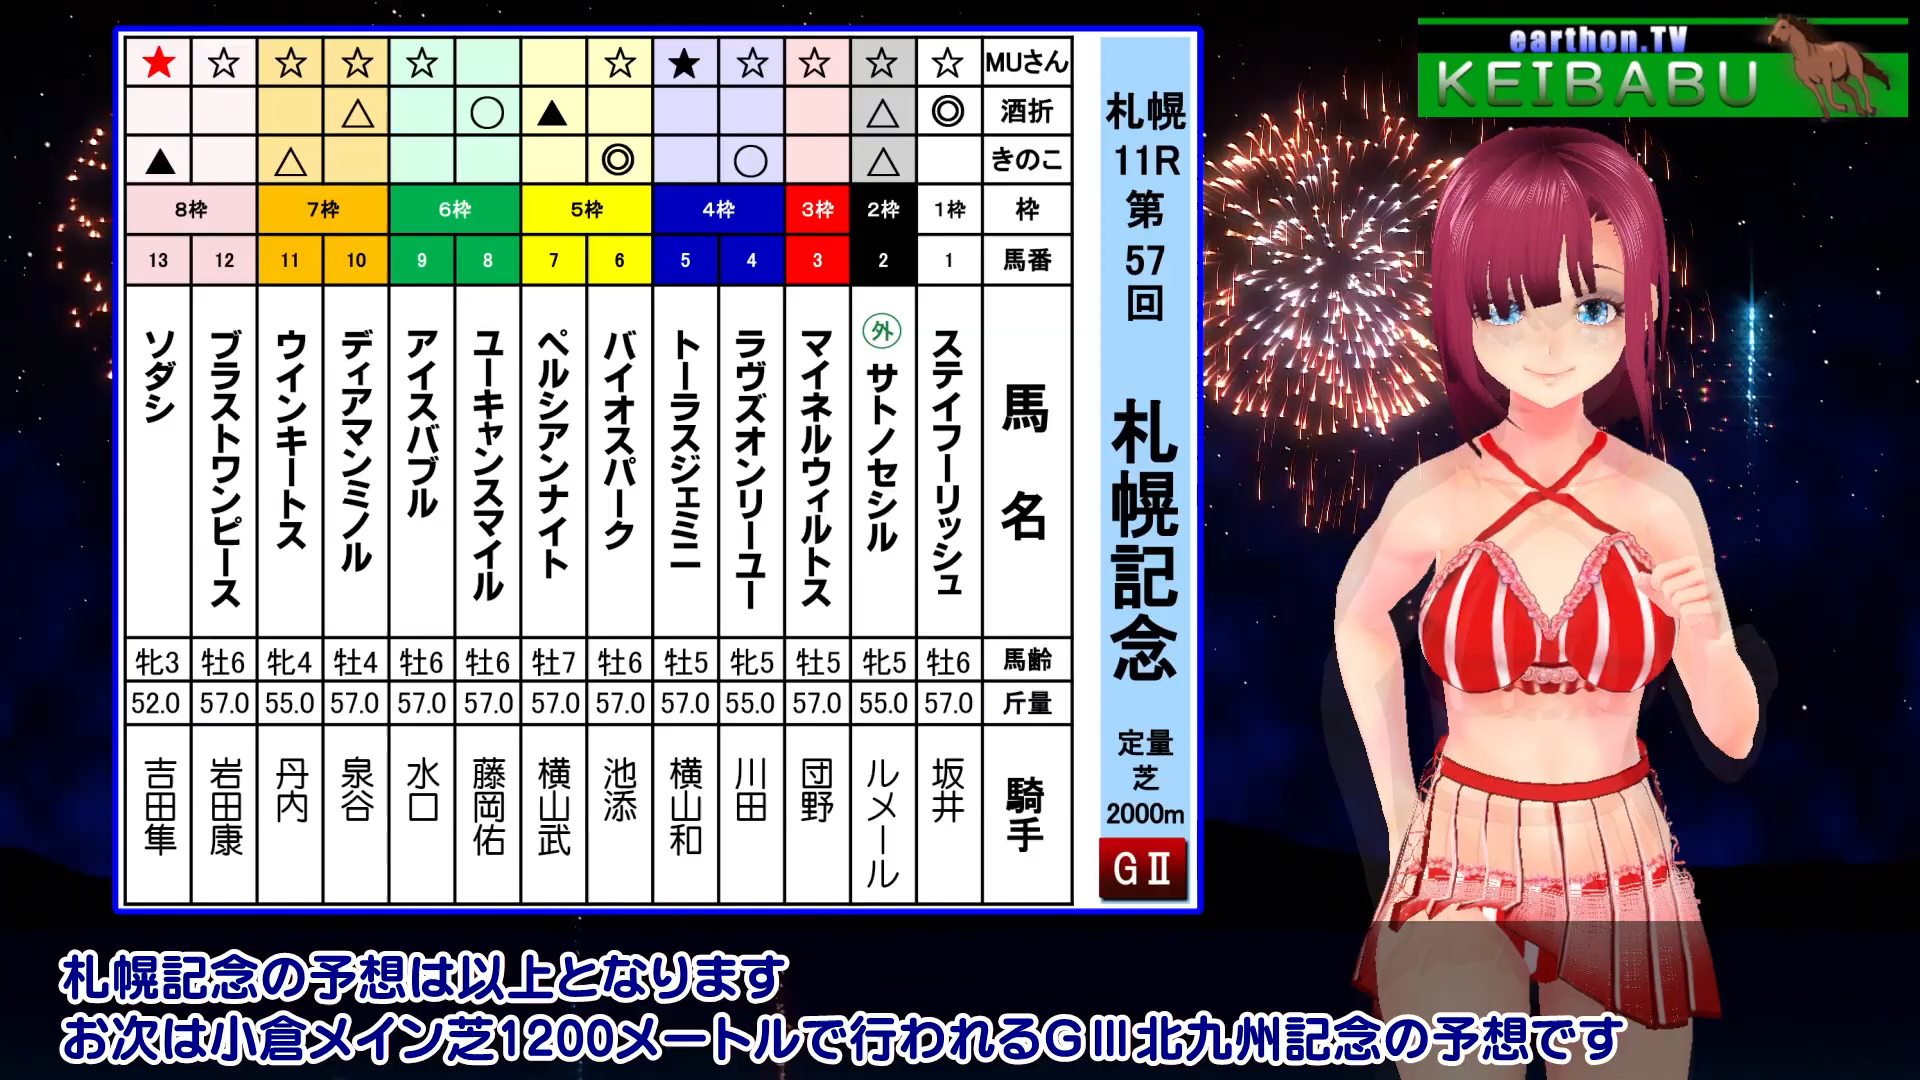 earthon.TV
KEIBABU
札幌
11R
第
57
回
札幌記念
定量
芝
2000m
GⅡ
★ ☆ ☆ ☆ ☆ ☆ ★ ☆ ☆ ☆ ☆ MUさん
△ ○ ▲ △ ◎ 酒折
▲ △ ◎ ○ △ きのこ
8枠 7枠 6枠 5枠 4枠 3枠 2枠 1枠 枠
13 12 11 10 9 8 7 6 5 4 3 2 1 馬番
馬名
ステイフーリッシュ
外 サトノセシル
マイネルウィルトス
ラヴズオンリーユー
トーラスジェミニ
バイオスパーク
ペルシアンナイト
ユーキャンスマイル
アイスバブル
ディアマンミノル
ウインキートス
ブラストワンピース
ソダシ
牝3 牡6 牝4 牡4 牡6 牡6 牡7 牡6 牡5 牝5 牡5 牝5 牡6 馬齢
52.0 57.0 55.0 57.0 57.0 57.0 57.0 57.0 57.0 55.0 57.0 55.0 57.0 斤量
吉田隼 岩田康 丹内 泉谷 水口 藤岡佑 横山武 池添 横山和 川田 団野 ルメール 坂井 騎手
札幌記念の予想は以上となります
お次は小倉メイン芝1200メートルで行われるGⅢ北九州記念の予想です